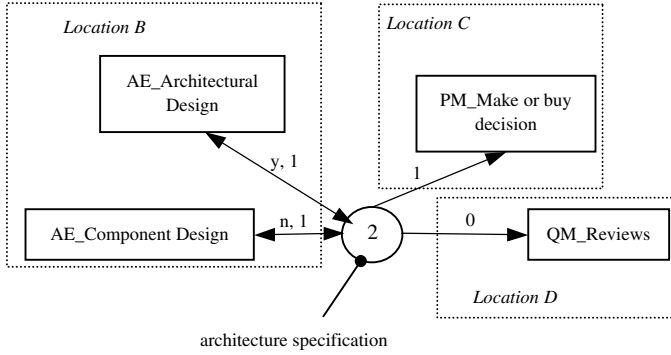 Location B
Location C
AE_Architectural
Design
PM_Make or buy
decision
y, 1
1
AE_Component Design
n, 1
2
0
QM_Reviews
Location D
architecture specification